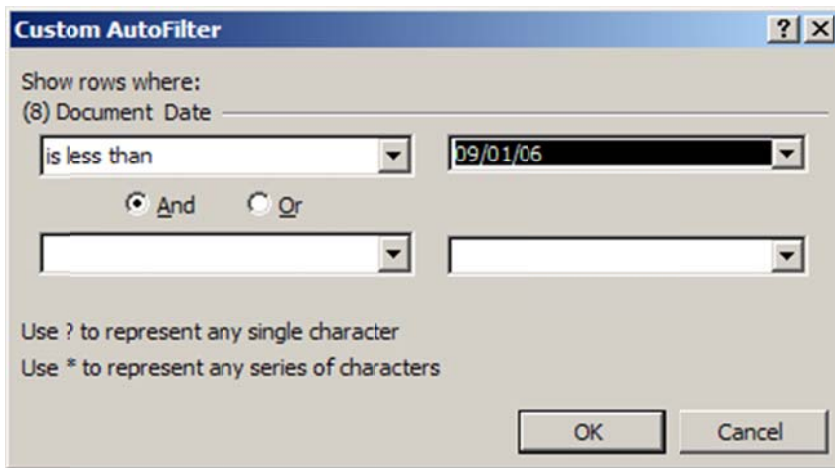 Custom AutoFilter
Show rows where:
(8) Document Date
is less than 09/01/06
And Or
Use ? to represent any single character
Use * to represent any series of characters
OK Cancel